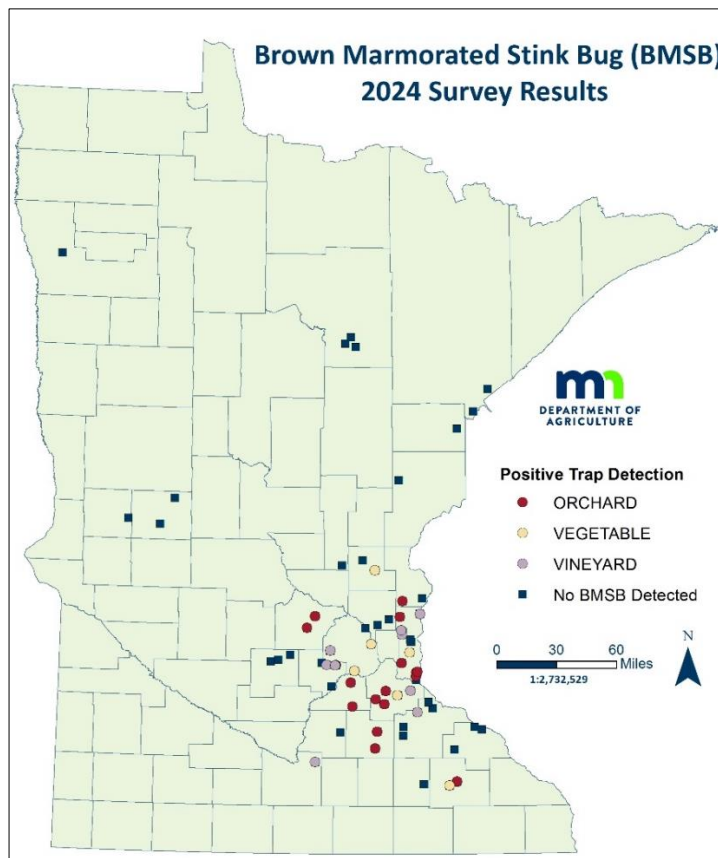 Brown Marmorated Stink Bug (BMSB)
2024 Survey Results
mn
DEPARTMENT OF
AGRICULTURE
Positive Trap Detection
ORCHARD
VEGETABLE
VINEYARD
No BMSB Detected
0 30 60
Miles
1:2,732,529
N